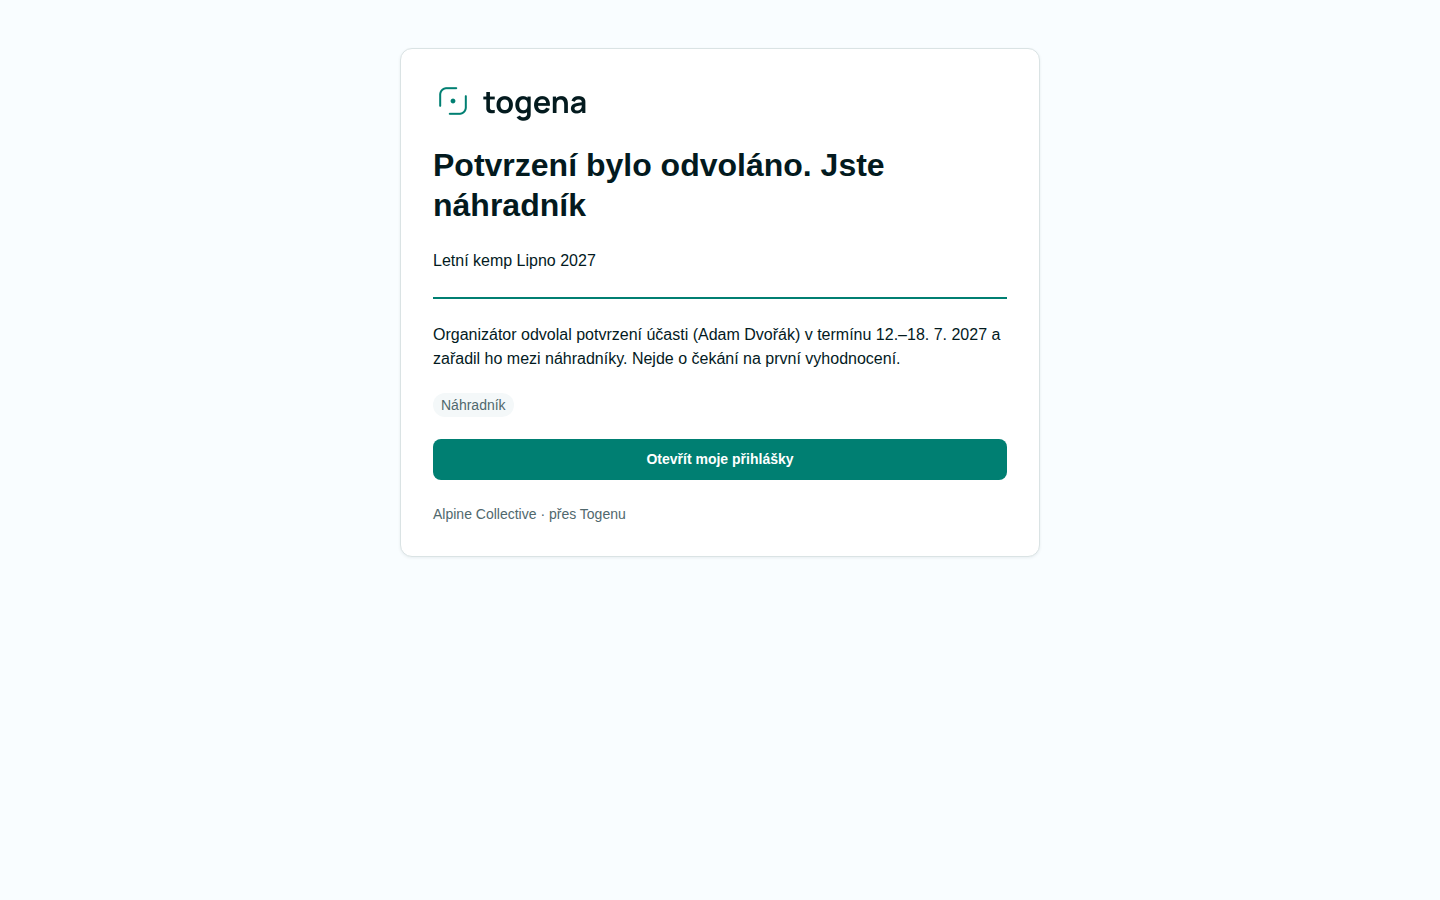 togena
Potvrzení bylo odvoláno. Jste
náhradník
Letní kemp Lipno 2027
Organizátor odvolal potvrzení účasti (Adam Dvořák) v termínu 12.–18. 7. 2027 a
zařadil ho mezi náhradníky. Nejde o čekání na první vyhodnocení.
Náhradník
Otevřít moje přihlášky
Alpine Collective · přes Togenu